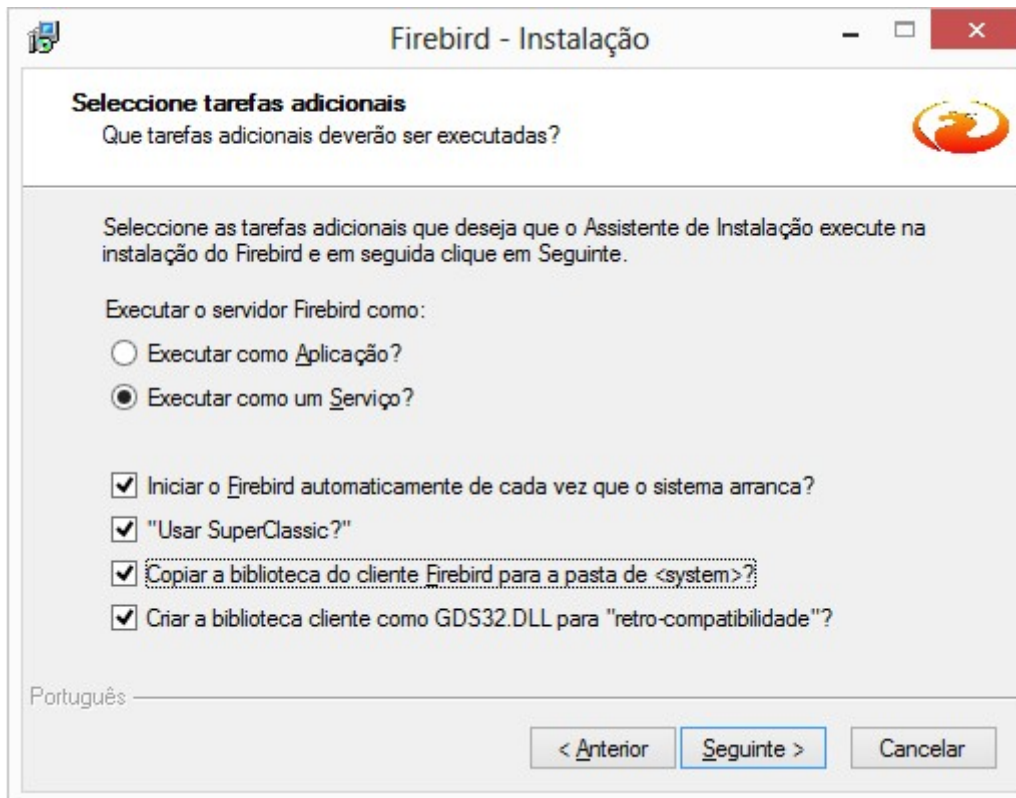 Firebird - Instalação
Seleccione tarefas adicionais
Que tarefas adicionais deverão ser executadas?
Seleccione as tarefas adicionais que deseja que o Assistente de Instalação execute na
instalação do Firebird e em seguida clique em Seguinte.
Executar o servidor Firebird como:
Executar como Aplicação?
Executar como um Serviço?
Iniciar o Firebird automaticamente de cada vez que o sistema arranca?
"Usar SuperClassic?"
Copiar a biblioteca do cliente Firebird para a pasta de <system>?
Criar a biblioteca cliente como GDS32.DLL para "retro-compatibilidade"?
Português
< Anterior
Seguinte >
Cancelar